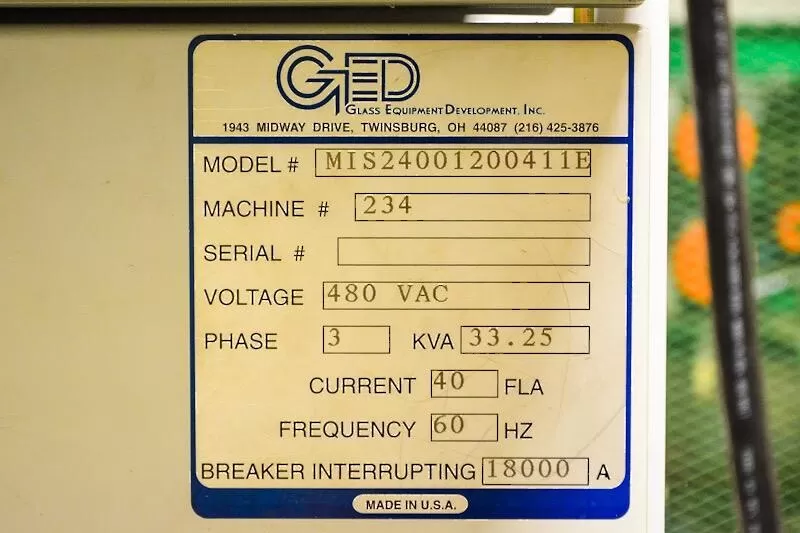 GED
GLASS EQUIPMENT DEVELOPMENT, INC.
1943 MIDWAY DRIVE, TWINSBURG, OH 44087 (216) 425-3876
MODEL # MIS24001200411E
MACHINE # 234
SERIAL #
VOLTAGE 480 VAC
PHASE 3 KVA 33.25
CURRENT 40 FLA
FREQUENCY 60 HZ
BREAKER INTERRUPTING 18000 A
MADE IN U.S.A.